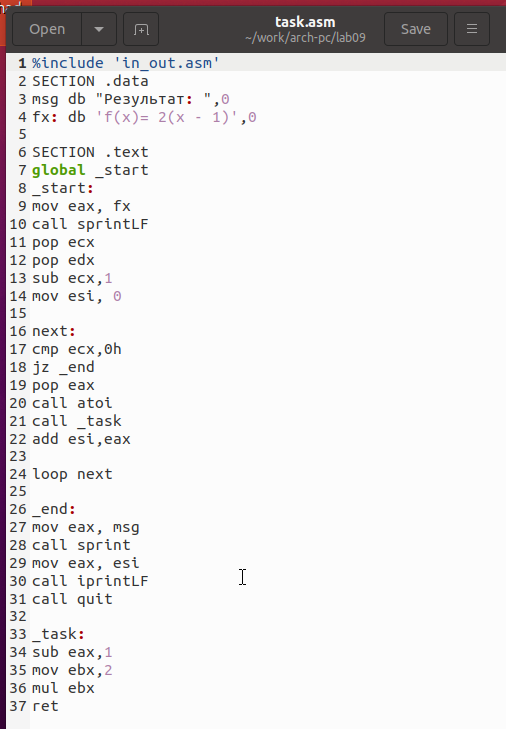 Open
task.asm
~/work/arch-pc/lab09
Save
1 %include 'in_out.asm'
2 SECTION .data
3 msg db "Результат: ",0
4 fx: db 'f(x)= 2(x - 1)',0
5
6 SECTION .text
7 global _start
8 _start:
9 mov eax, fx
10 call sprintLF
11 pop ecx
12 pop edx
13 sub ecx,1
14 mov esi, 0
15
16 next:
17 cmp ecx,0h
18 jz _end
19 pop eax
20 call atoi
21 call _task
22 add esi,eax
23
24 loop next
25
26 _end:
27 mov eax, msg
28 call sprint
29 mov eax, esi
30 call iprintLF
31 call quit
32
33 _task:
34 sub eax,1
35 mov ebx,2
36 mul ebx
37 ret